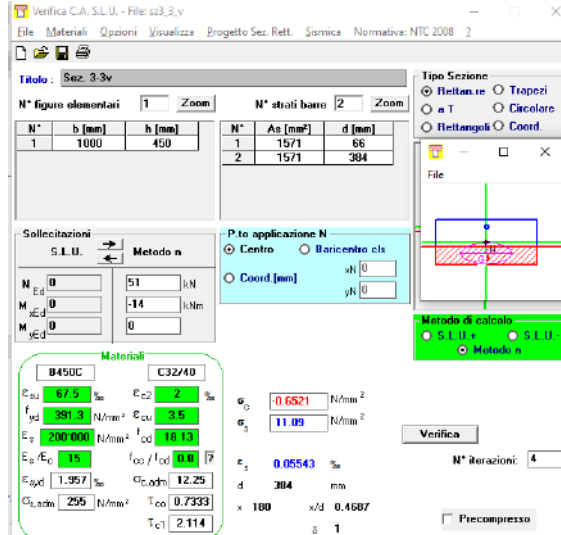 Verifica C.A. S.L.U. - File: sz3_3_v
File Materiali Opzioni Visualizza Progetto Sez. Rett. Sismica Normativa: NTC 2008 ?
Titolo : Sez. 3-3v
N° figure elementari 1 Zoom
N° strati barre 2 Zoom
N° b [mm] h [mm]
1 1000 450
N° As [mm²] d [mm]
1 1571 66
2 1571 384
Tipo Sezione
Rettan.re Trapezi
a T Circolare
Rettangoli Coord.
File
N
G
Sollecitazioni
S.L.U. Metodo n
N Ed 0 51 kN
M xEd 0 -14 kNm
M yEd 0 0
P.to applicazione N
Centro Baricentro cls
Coord.[mm] xN 0
yN 0
Metodo di calcolo
S.L.U.+ S.L.U.-
Metodo n
Materiali
B450C C32/40
εsu 67.5 ‰ εc2 2 ‰
fyd 391.3 N/mm² εcu 3.5
Es 200'000 N/mm² fcd 18.13
Es/Ec 15 fcc / fcd 0.8 ?
εsyd 1.957 ‰ σc,adm 12.25
σs,adm 255 N/mm² τco 0.7333
τc1 2.114
σc -0.6521 N/mm²
σs 11.09 N/mm²
εs 0.05543 ‰
d 384 mm
x 180 x/d 0.4687
δ 1
Verifica
N° iterazioni: 4
Precompresso